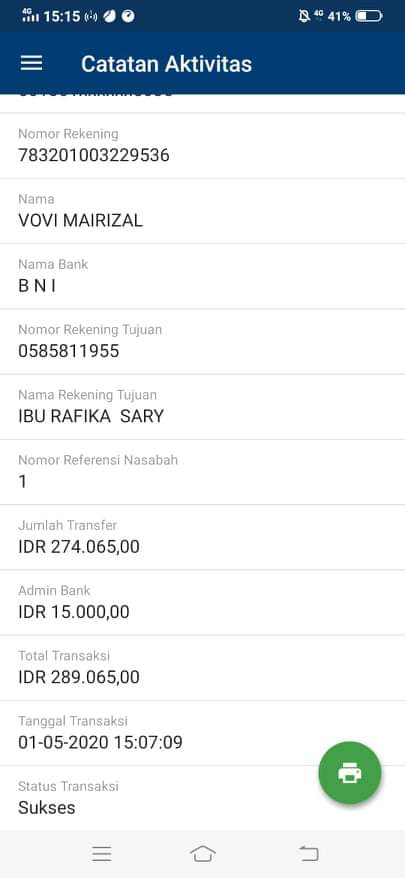 4G 15:15 4G 41%
Catatan Aktivitas
Nomor Rekening
783201003229536
Nama
VOVI MAIRIZAL
Nama Bank
B N I
Nomor Rekening Tujuan
0585811955
Nama Rekening Tujuan
IBU RAFIKA SARY
Nomor Referensi Nasabah
1
Jumlah Transfer
IDR 274.065,00
Admin Bank
IDR 15.000,00
Total Transaksi
IDR 289.065,00
Tanggal Transaksi
01-05-2020 15:07:09
Status Transaksi
Sukses